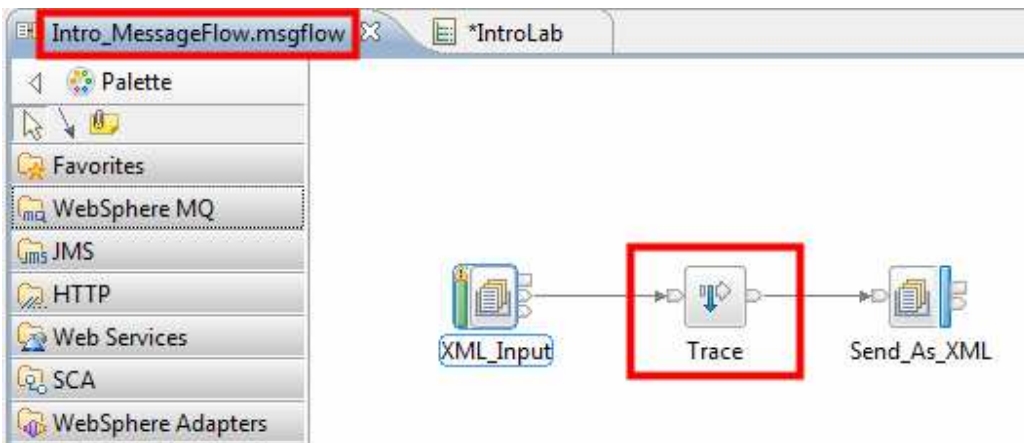 Intro_MessageFlow.msgflow
*IntroLab
Palette
Favorites
WebSphere MQ
JMS
HTTP
Web Services
SCA
WebSphere Adapters
XML_Input
Trace
Send_As_XML